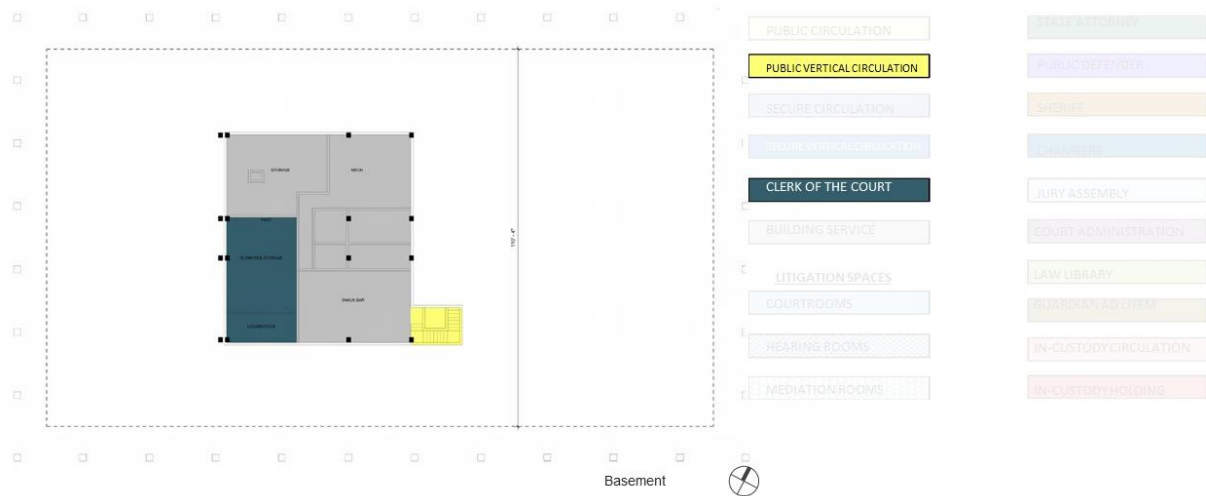 PUBLIC CIRCULATION
PUBLIC VERTICAL CIRCULATION
SECURE CIRCULATION
SECURE VERTICAL CIRCULATION
CLERK OF THE COURT
BUILDING SERVICE
LITIGATION SPACES
COURTROOMS
HEARING ROOMS
MEDIATION ROOMS
STATE ATTORNEY
PUBLIC DEFENDER
SHERIFF
CHAMBERS
JURY ASSEMBLY
COURT ADMINISTRATION
LAW LIBRARY
GUARDIAN AD LITEM
IN-CUSTODY CIRCULATION
IN-CUSTODY HOLDING
STORAGE
MECH.
SNACK BAR
Basement